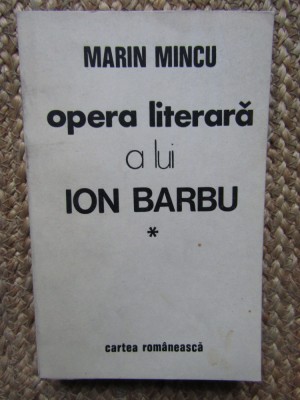 MARIN MINCU
opera literară
a lui
ION BARBU
*
cartea românească